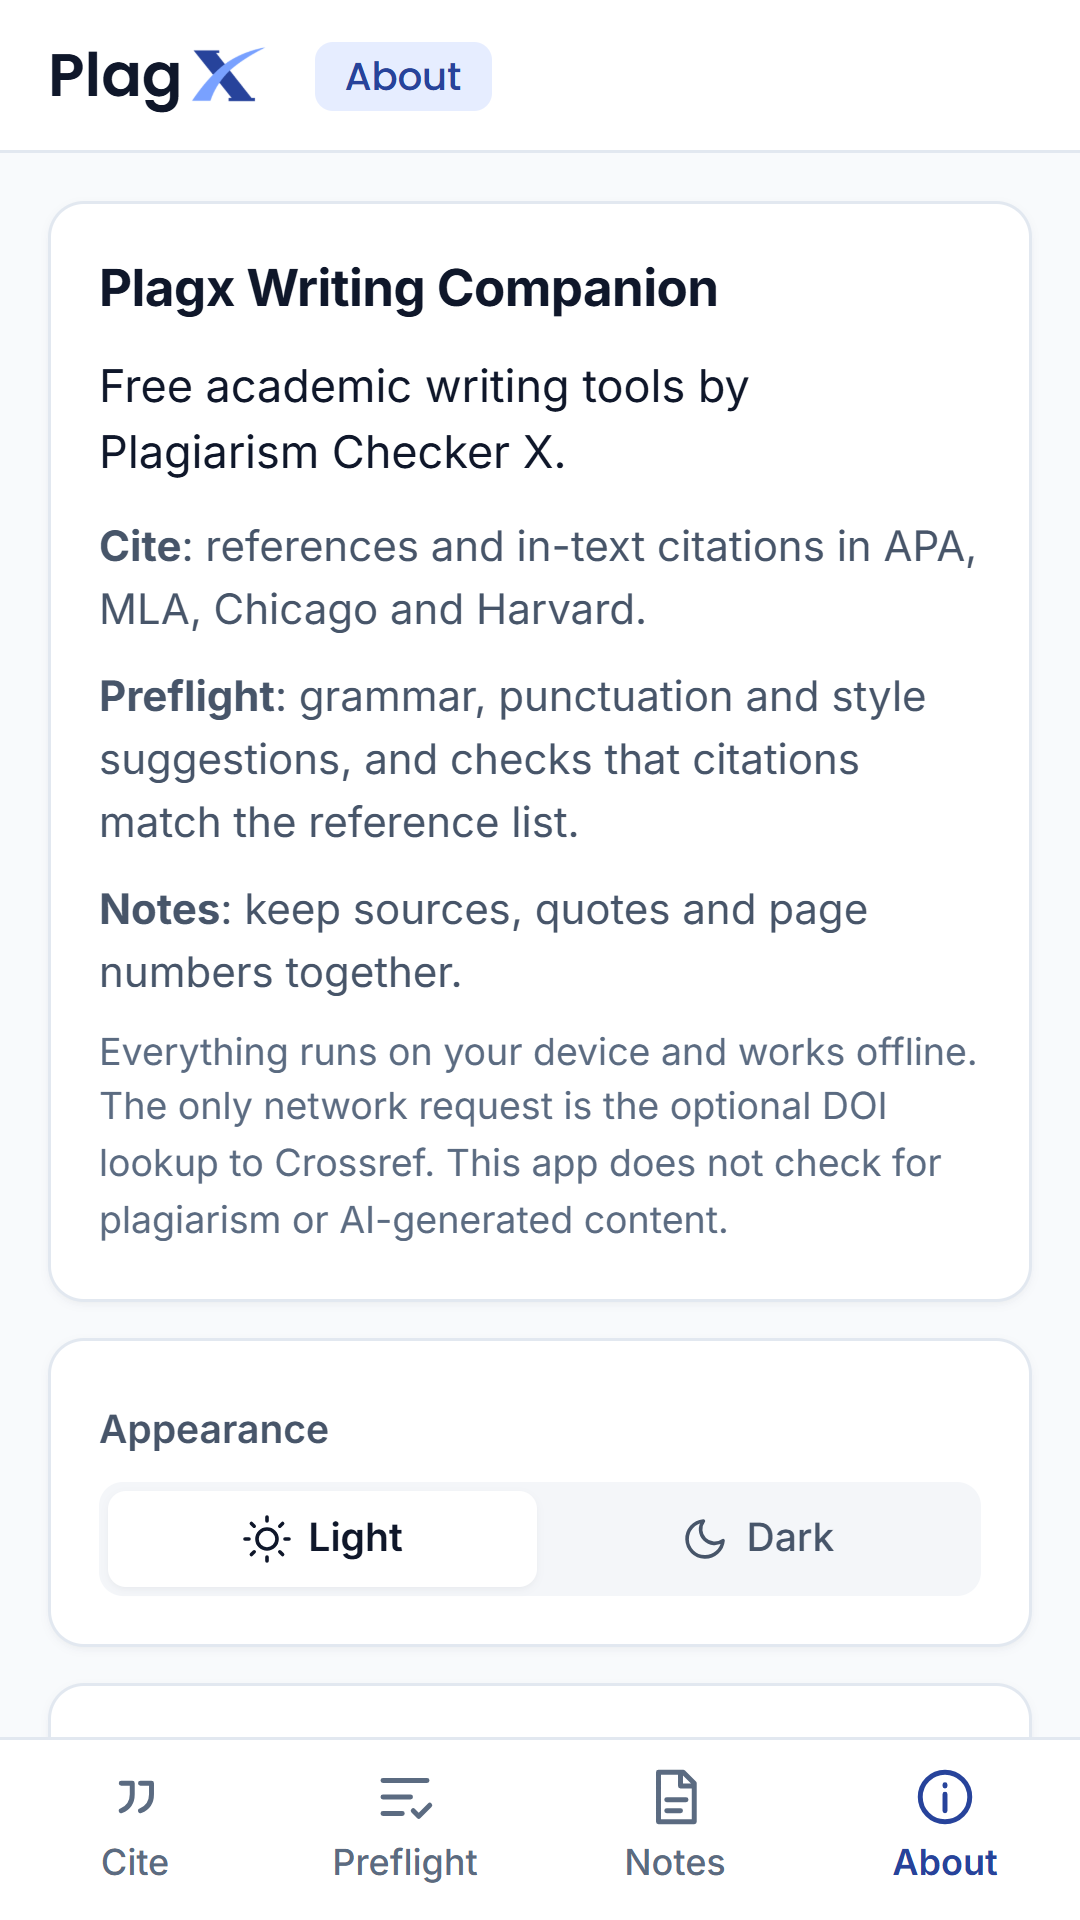 PlagX
About
Plagx Writing Companion
Free academic writing tools by
Plagiarism Checker X.
Cite: references and in-text citations in APA,
MLA, Chicago and Harvard.
Preflight: grammar, punctuation and style
suggestions, and checks that citations
match the reference list.
Notes: keep sources, quotes and page
numbers together.
Everything runs on your device and works offline.
The only network request is the optional DOI
lookup to Crossref. This app does not check for
plagiarism or AI-generated content.
Appearance
Light
Dark
Cite
Preflight
Notes
About